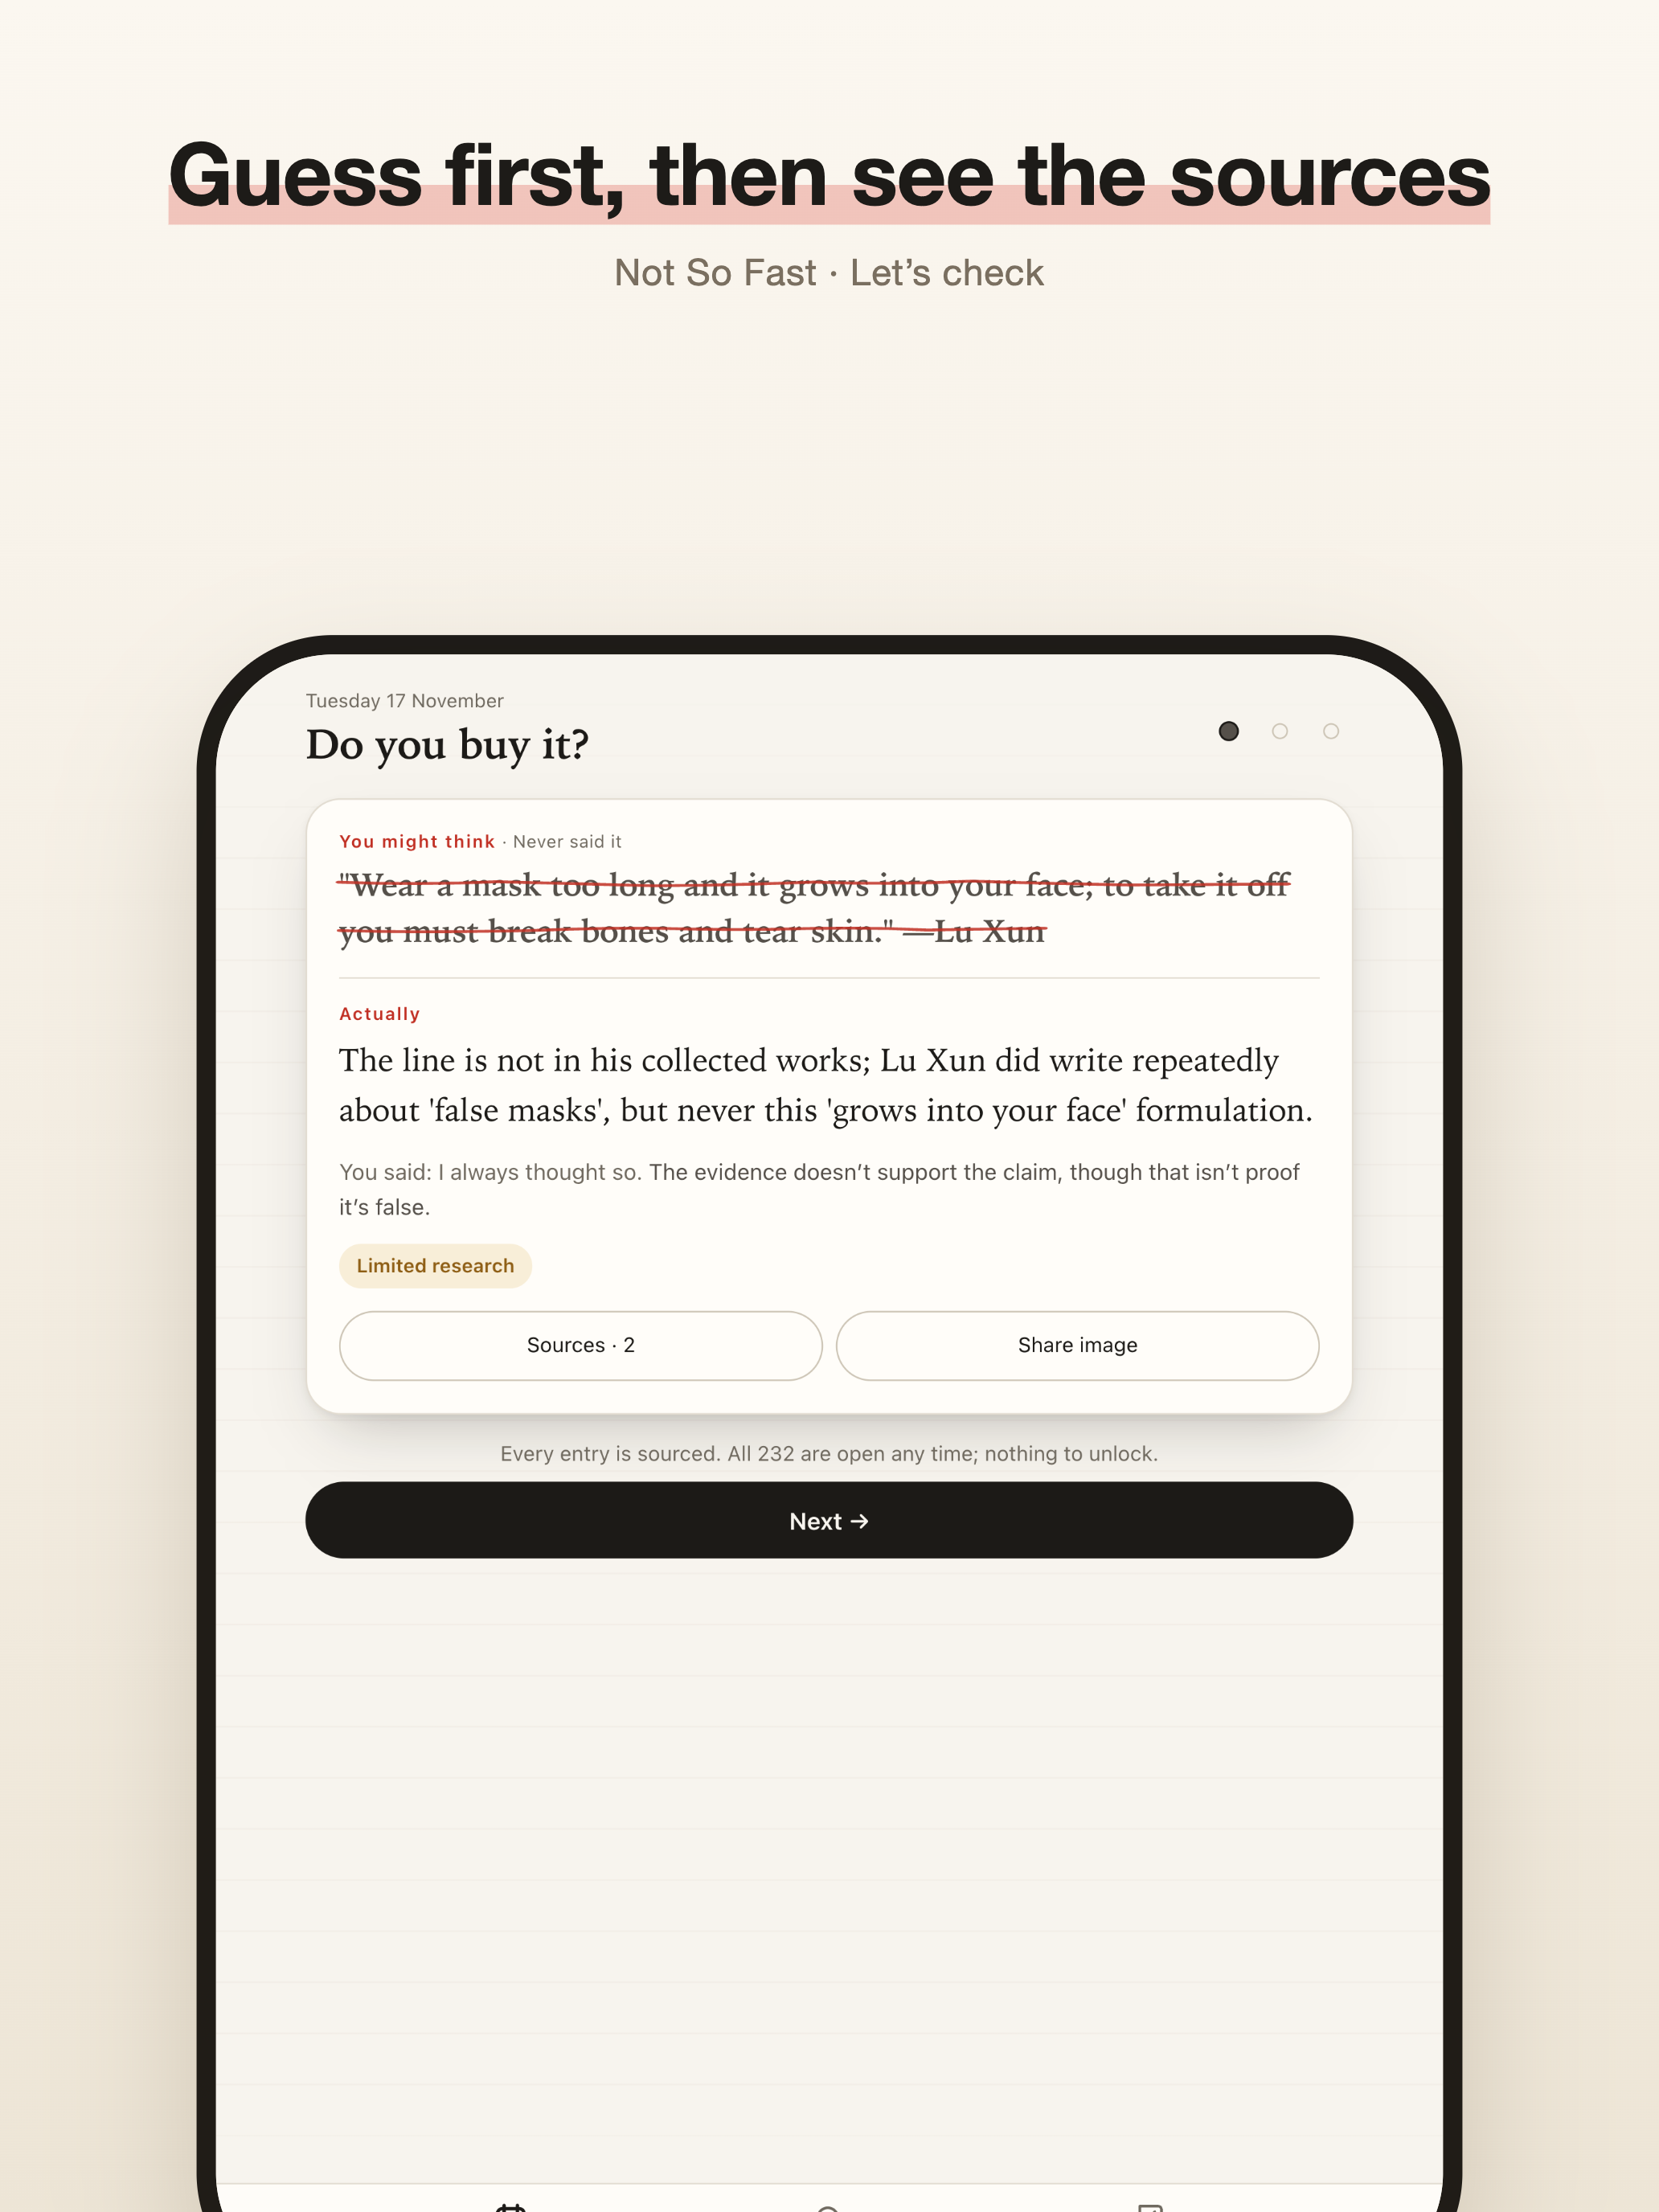 Guess first, then see the sources
Not So Fast · Let’s check
Tuesday 17 November
Do you buy it?
You might think · Never said it
"Wear a mask too long and it grows into your face; to take it off
you must break bones and tear skin." —Lu Xun
Actually
The line is not in his collected works; Lu Xun did write repeatedly
about 'false masks', but never this 'grows into your face' formulation.
You said: I always thought so. The evidence doesn’t support the claim, though that isn’t proof
it’s false.
Limited research
Sources · 2
Share image
Every entry is sourced. All 232 are open any time; nothing to unlock.
Next →